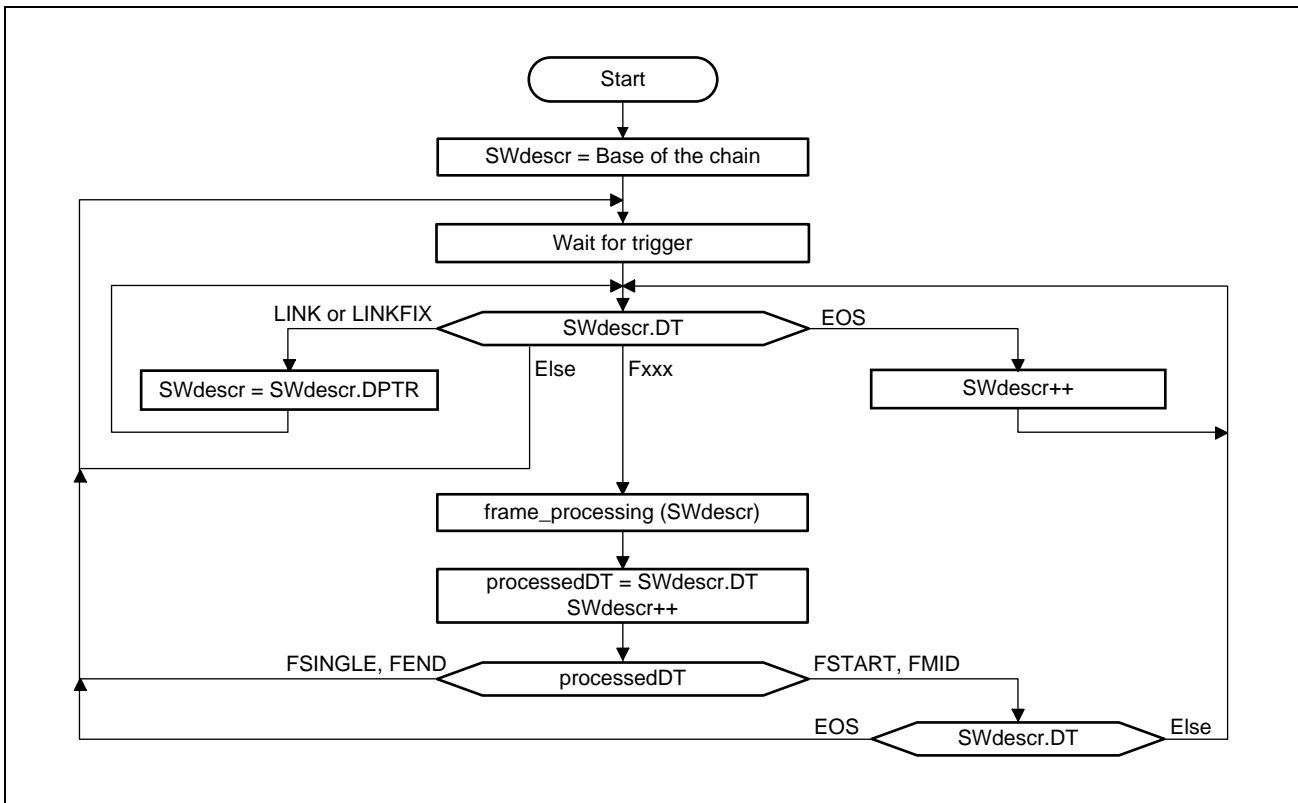 Start
SWdescr = Base of the chain
Wait for trigger
LINK or LINKFIX
SWdescr.DT
EOS
Else
Fxxx
SWdescr = SWdescr.DPTR
SWdescr++
frame_processing (SWdescr)
processedDT = SWdescr.DT
SWdescr++
FSINGLE, FEND
processedDT
FSTART, FMID
EOS
SWdescr.DT
Else